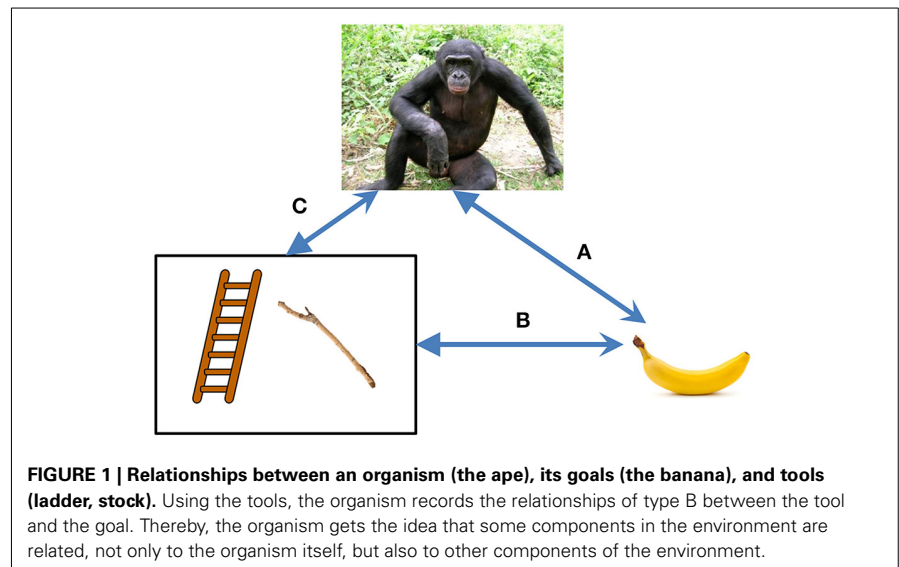 C
A
B
FIGURE 1 | Relationships between an organism (the ape), its goals (the banana), and tools
(ladder, stock). Using the tools, the organism records the relationships of type B between the tool
and the goal. Thereby, the organism gets the idea that some components in the environment are
related, not only to the organism itself, but also to other components of the environment.